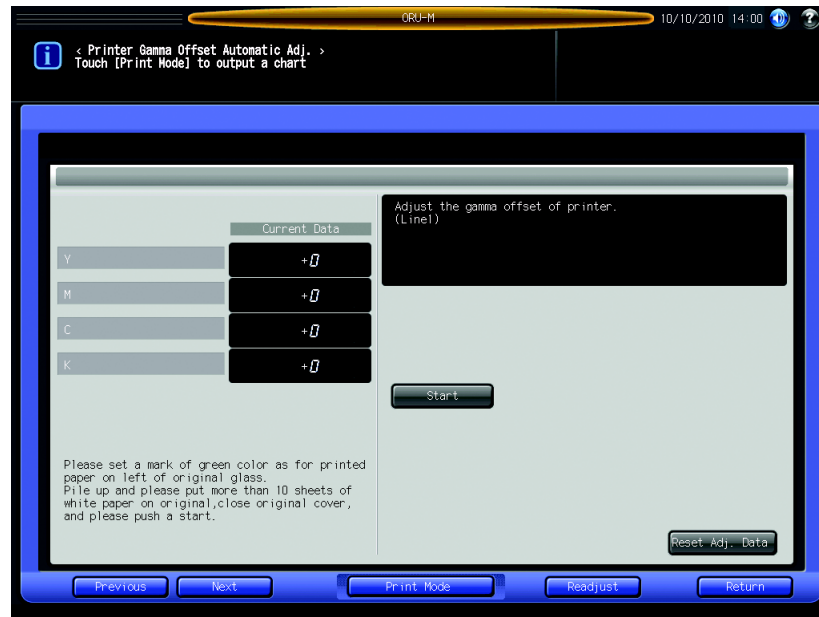 ORU-M
10/10/2010 14:00
?
i
< Printer Gamma Offset Automatic Adj. >
Touch [Print Mode] to output a chart
Current Data
Y
+0
M
+0
C
+0
K
+0
Adjust the gamma offset of printer.
(Line1)
Start
Please set a mark of green color as for printed
paper on left of original glass.
Pile up and please put more than 10 sheets of
white paper on original,close original cover,
and please push a start.
Reset Adj. Data
Previous
Next
Print Mode
Readjust
Return